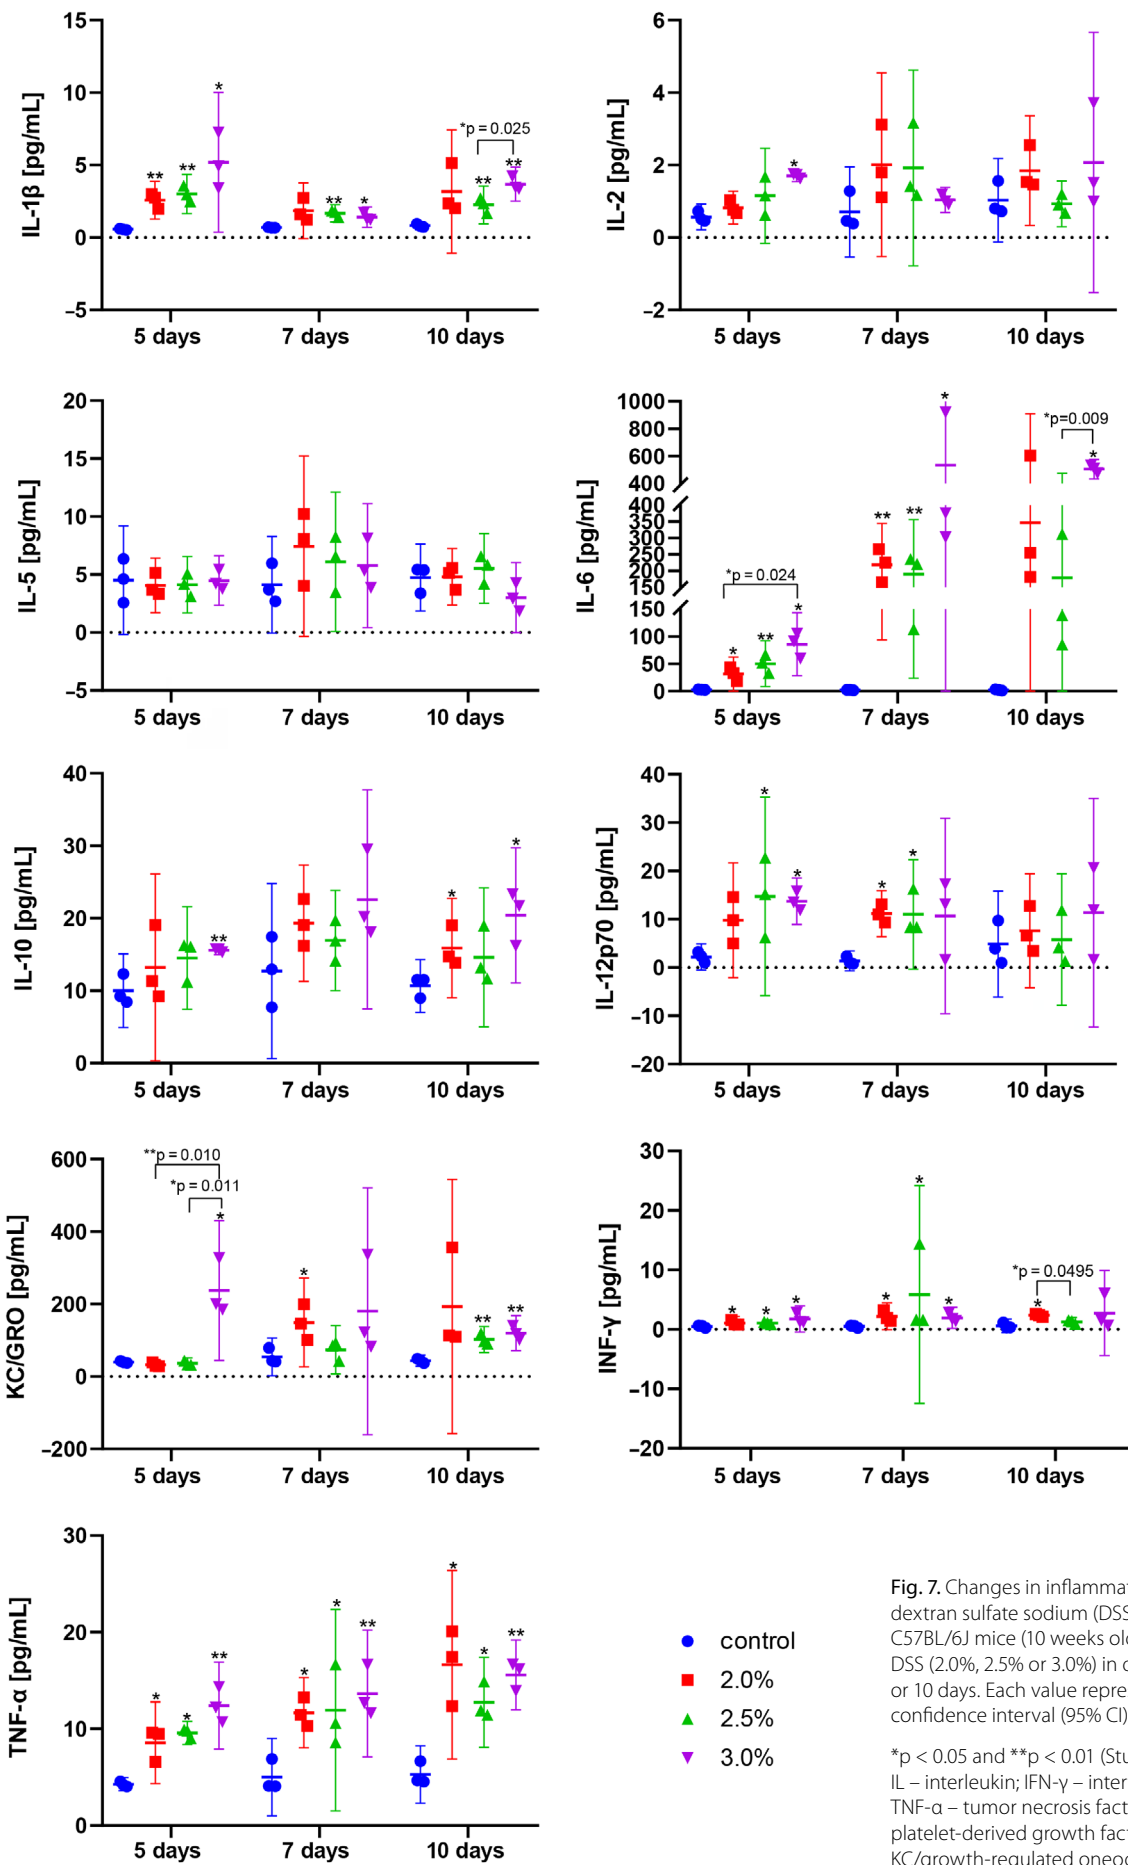 15
10
5
0
−5
IL-1β [pg/mL]
*
** **
** *
*p = 0.025
** **
5 days 7 days 10 days
6
4
2
0
−2
IL-2 [pg/mL]
*
5 days 7 days 10 days
20
15
10
5
0
−5
IL-5 [pg/mL]
5 days 7 days 10 days
1000
800
600
400
400
350
250
200
150
150
100
50
0
IL-6 [pg/mL]
*p = 0.024
* ** *
** ** *
*p=0.009
*
5 days 7 days 10 days
40
30
20
10
0
IL-10 [pg/mL]
**
* *
5 days 7 days 10 days
40
30
20
10
0
−10
−20
IL-12p70 [pg/mL]
* *
* *
5 days 7 days 10 days
600
400
200
0
−200
KC/GRO [pg/mL]
**p = 0.010
*p = 0.011
*
*
** **
5 days 7 days 10 days
30
20
10
0
−10
−20
INF-γ [pg/mL]
* * *
* * *
*p = 0.0495
*
5 days 7 days 10 days
30
20
10
0
TNF-α [pg/mL]
* * **
* * **
* * **
5 days 7 days 10 days
control
2.0%
2.5%
3.0%
Fig. 7. Changes in inflammat
dextran sulfate sodium (DSS
C57BL/6J mice (10 weeks old
DSS (2.0%, 2.5% or 3.0%) in d
or 10 days. Each value repre
confidence interval (95% CI)
*p < 0.05 and **p < 0.01 (Stu
IL – interleukin; IFN-γ – inter
TNF-α – tumor necrosis fact
platelet-derived growth fac
KC/growth-regulated oneoc